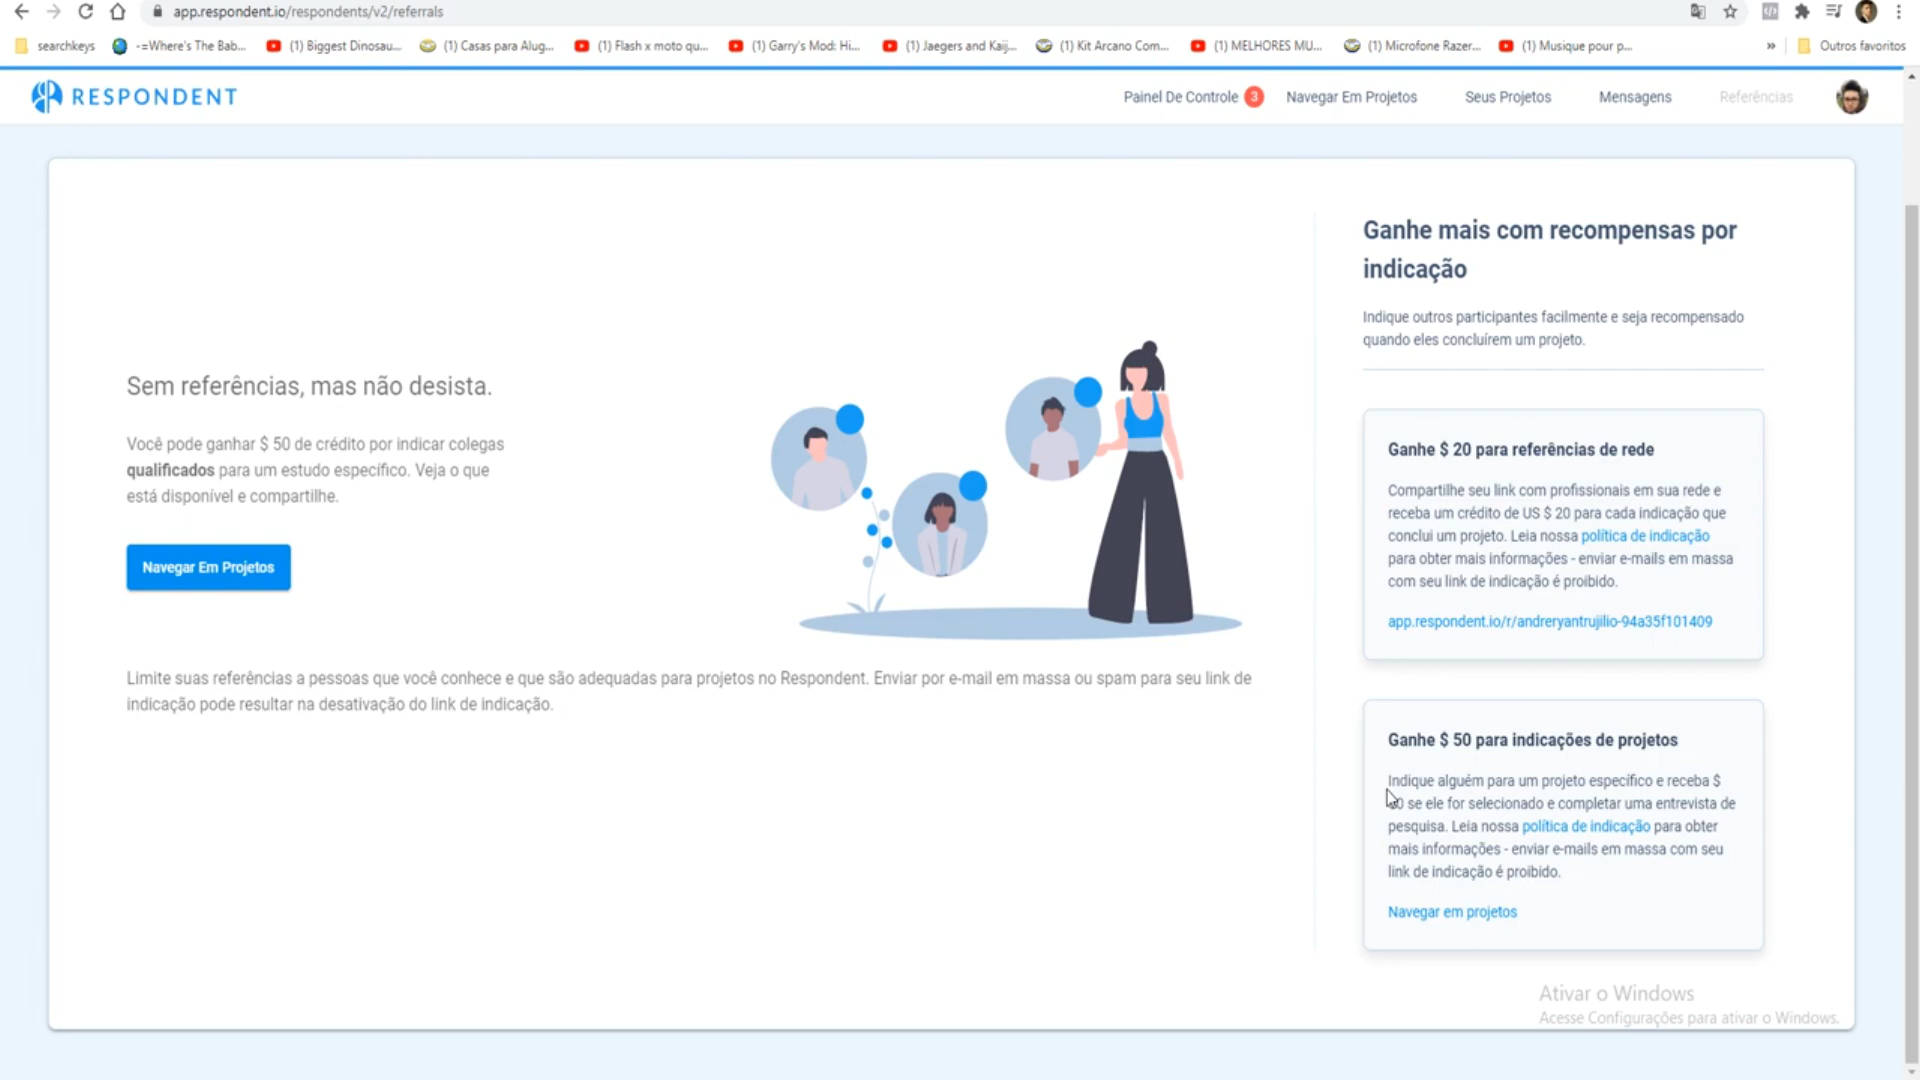 app.respondent.io/respondents/v2/referrals
searchkeys
-=Where's The Bab...
(1) Biggest Dinosau...
(1) Casas para Alug...
(1) Flash x moto qu...
(1) Garry's Mod: Hi...
(1) Jaegers and Kaij...
(1) Kit Arcano Com...
(1) MELHORES MU...
(1) Microfone Razer...
(1) Musique pour p...
»
Outros favoritos
RESPONDENT
Painel De Controle
3
Navegar Em Projetos
Seus Projetos
Mensagens
Referências
Sem referências, mas não desista.
Você pode ganhar $ 50 de crédito por indicar colegas
qualificados para um estudo específico. Veja o que
está disponível e compartilhe.
Navegar Em Projetos
Limite suas referências a pessoas que você conhece e que são adequadas para projetos no Respondent. Enviar por e-mail em massa ou spam para seu link de
indicação pode resultar na desativação do link de indicação.
Ganhe mais com recompensas por
indicação
Indique outros participantes facilmente e seja recompensado
quando eles concluírem um projeto.
Ganhe $ 20 para referências de rede
Compartilhe seu link com profissionais em sua rede e
receba um crédito de US $ 20 para cada indicação que
conclui um projeto. Leia nossa política de indicação
para obter mais informações - enviar e-mails em massa
com seu link de indicação é proibido.
app.respondent.io/r/andreryantrujilio-94a35f101409
Ganhe $ 50 para indicações de projetos
Indique alguém para um projeto específico e receba $
se ele for selecionado e completar uma entrevista de
pesquisa. Leia nossa política de indicação para obter
mais informações - enviar e-mails em massa com seu
link de indicação é proibido.
Navegar em projetos
Ativar o Windows
Acesse Configurações para ativar o Windows.